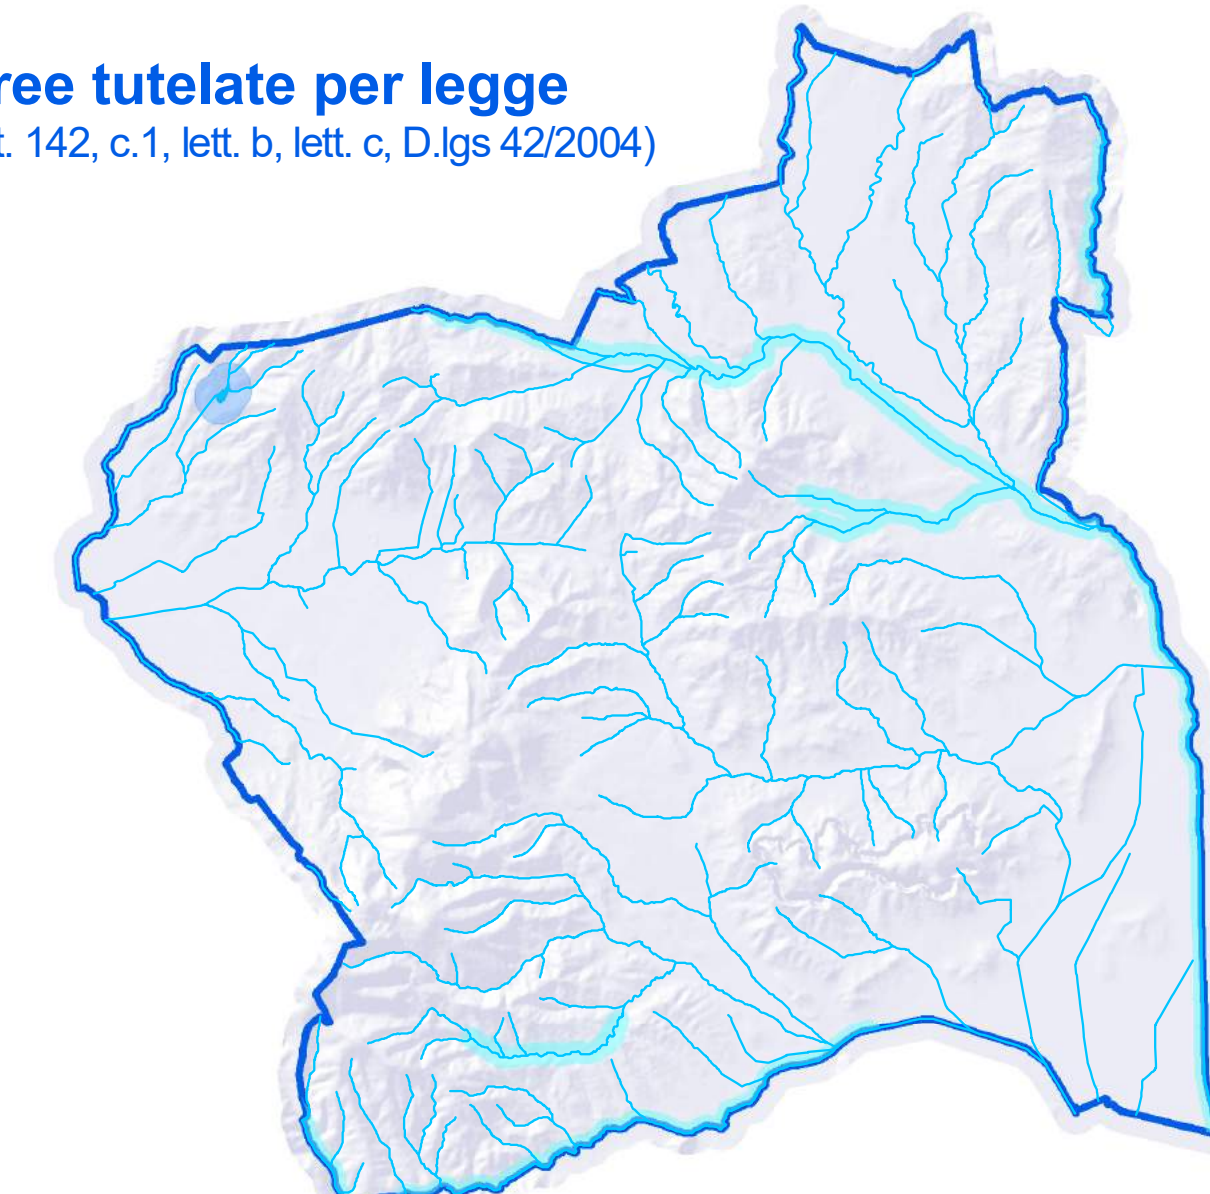 ree tutelate per legge
t. 142, c.1, lett. b, lett. c, D.lgs 42/2004)